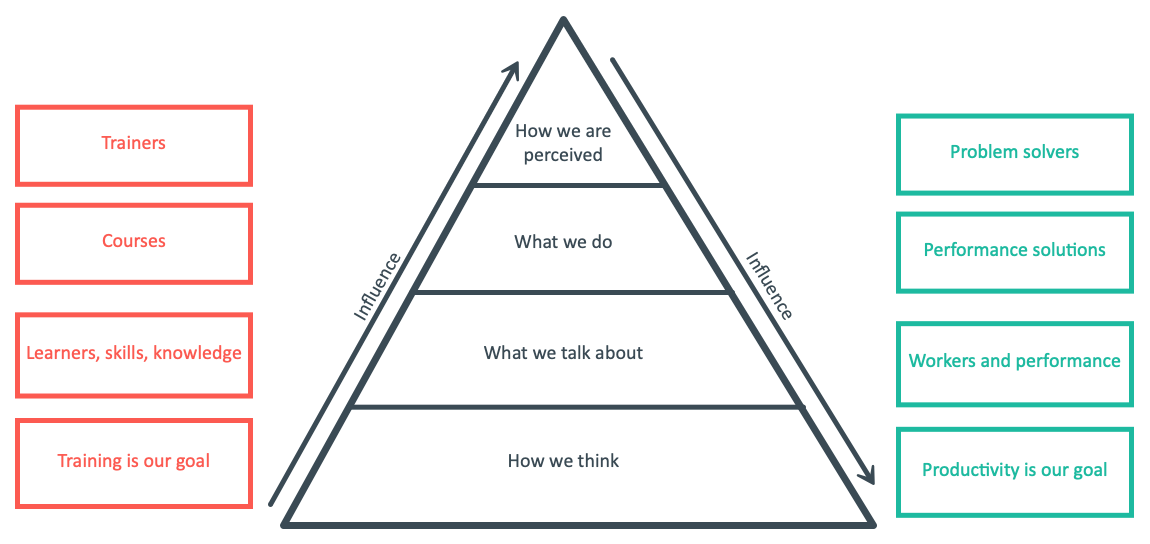 Trainers
Courses
Learners, skills, knowledge
Training is our goal
Influence
How we are
perceived
What we do
What we talk about
How we think
Influence
Problem solvers
Performance solutions
Workers and performance
Productivity is our goal